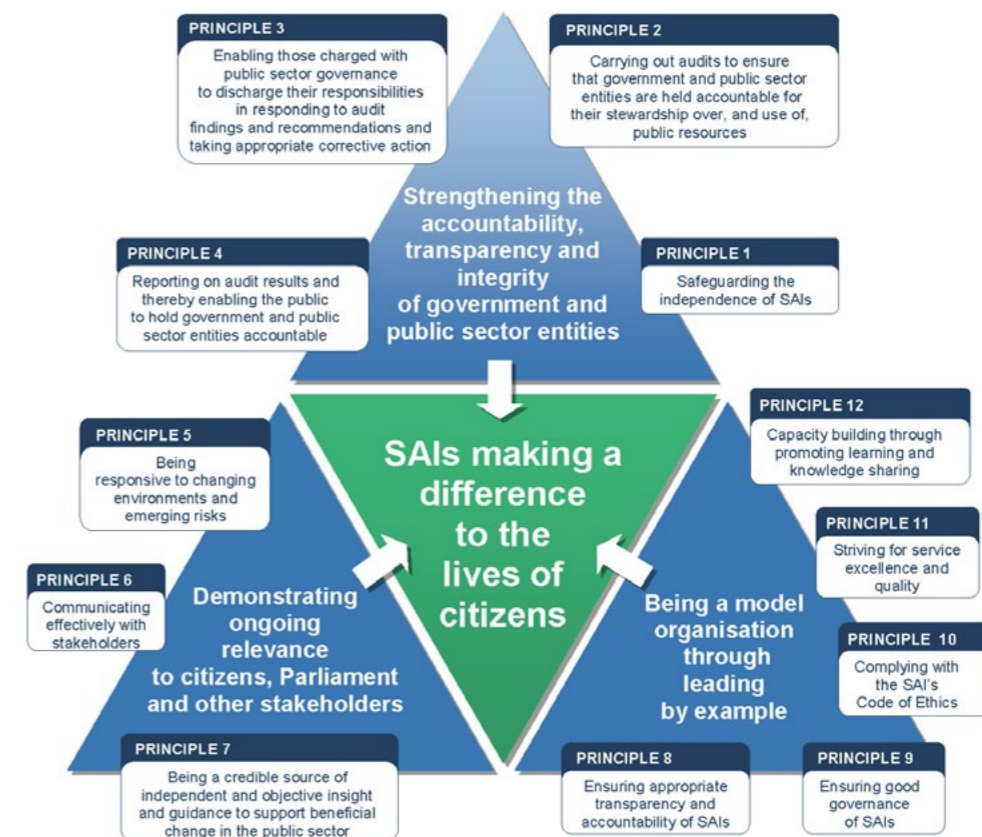 PRINCIPLE 3
Enabling those charged with
public sector governance
to discharge their responsibilities
in responding to audit
findings and recommendations and
taking appropriate corrective action
PRINCIPLE 2
Carrying out audits to ensure
that government and public sector
entities are held accountable for
their stewardship over, and use of,
public resources
Strengthening the
accountability,
transparency and
integrity
of government and
public sector entities
PRINCIPLE 4
Reporting on audit results and
thereby enabling the public
to hold government and public
sector entities accountable
PRINCIPLE 1
Safeguarding the
independence of SAIs
PRINCIPLE 5
Being
responsive to changing
environments and
emerging risks
SAIs making a
difference
to the
lives of
citizens
PRINCIPLE 12
Capacity building through
promoting learning and
knowledge sharing
PRINCIPLE 11
Striving for service
excellence and
quality
PRINCIPLE 6
Communicating
effectively with
stakeholders
Demonstrating
ongoing
relevance
to citizens, Parliament
and other stakeholders
Being a model
organisation
through
leading
by example
PRINCIPLE 10
Complying with
the SAI's
Code of Ethics
PRINCIPLE 7
Being a credible source of
independent and objective insight
and guidance to support beneficial
change in the public sector
PRINCIPLE 8
Ensuring appropriate
transparency and
accountability of SAIs
PRINCIPLE 9
Ensuring good
governance
of SAIs